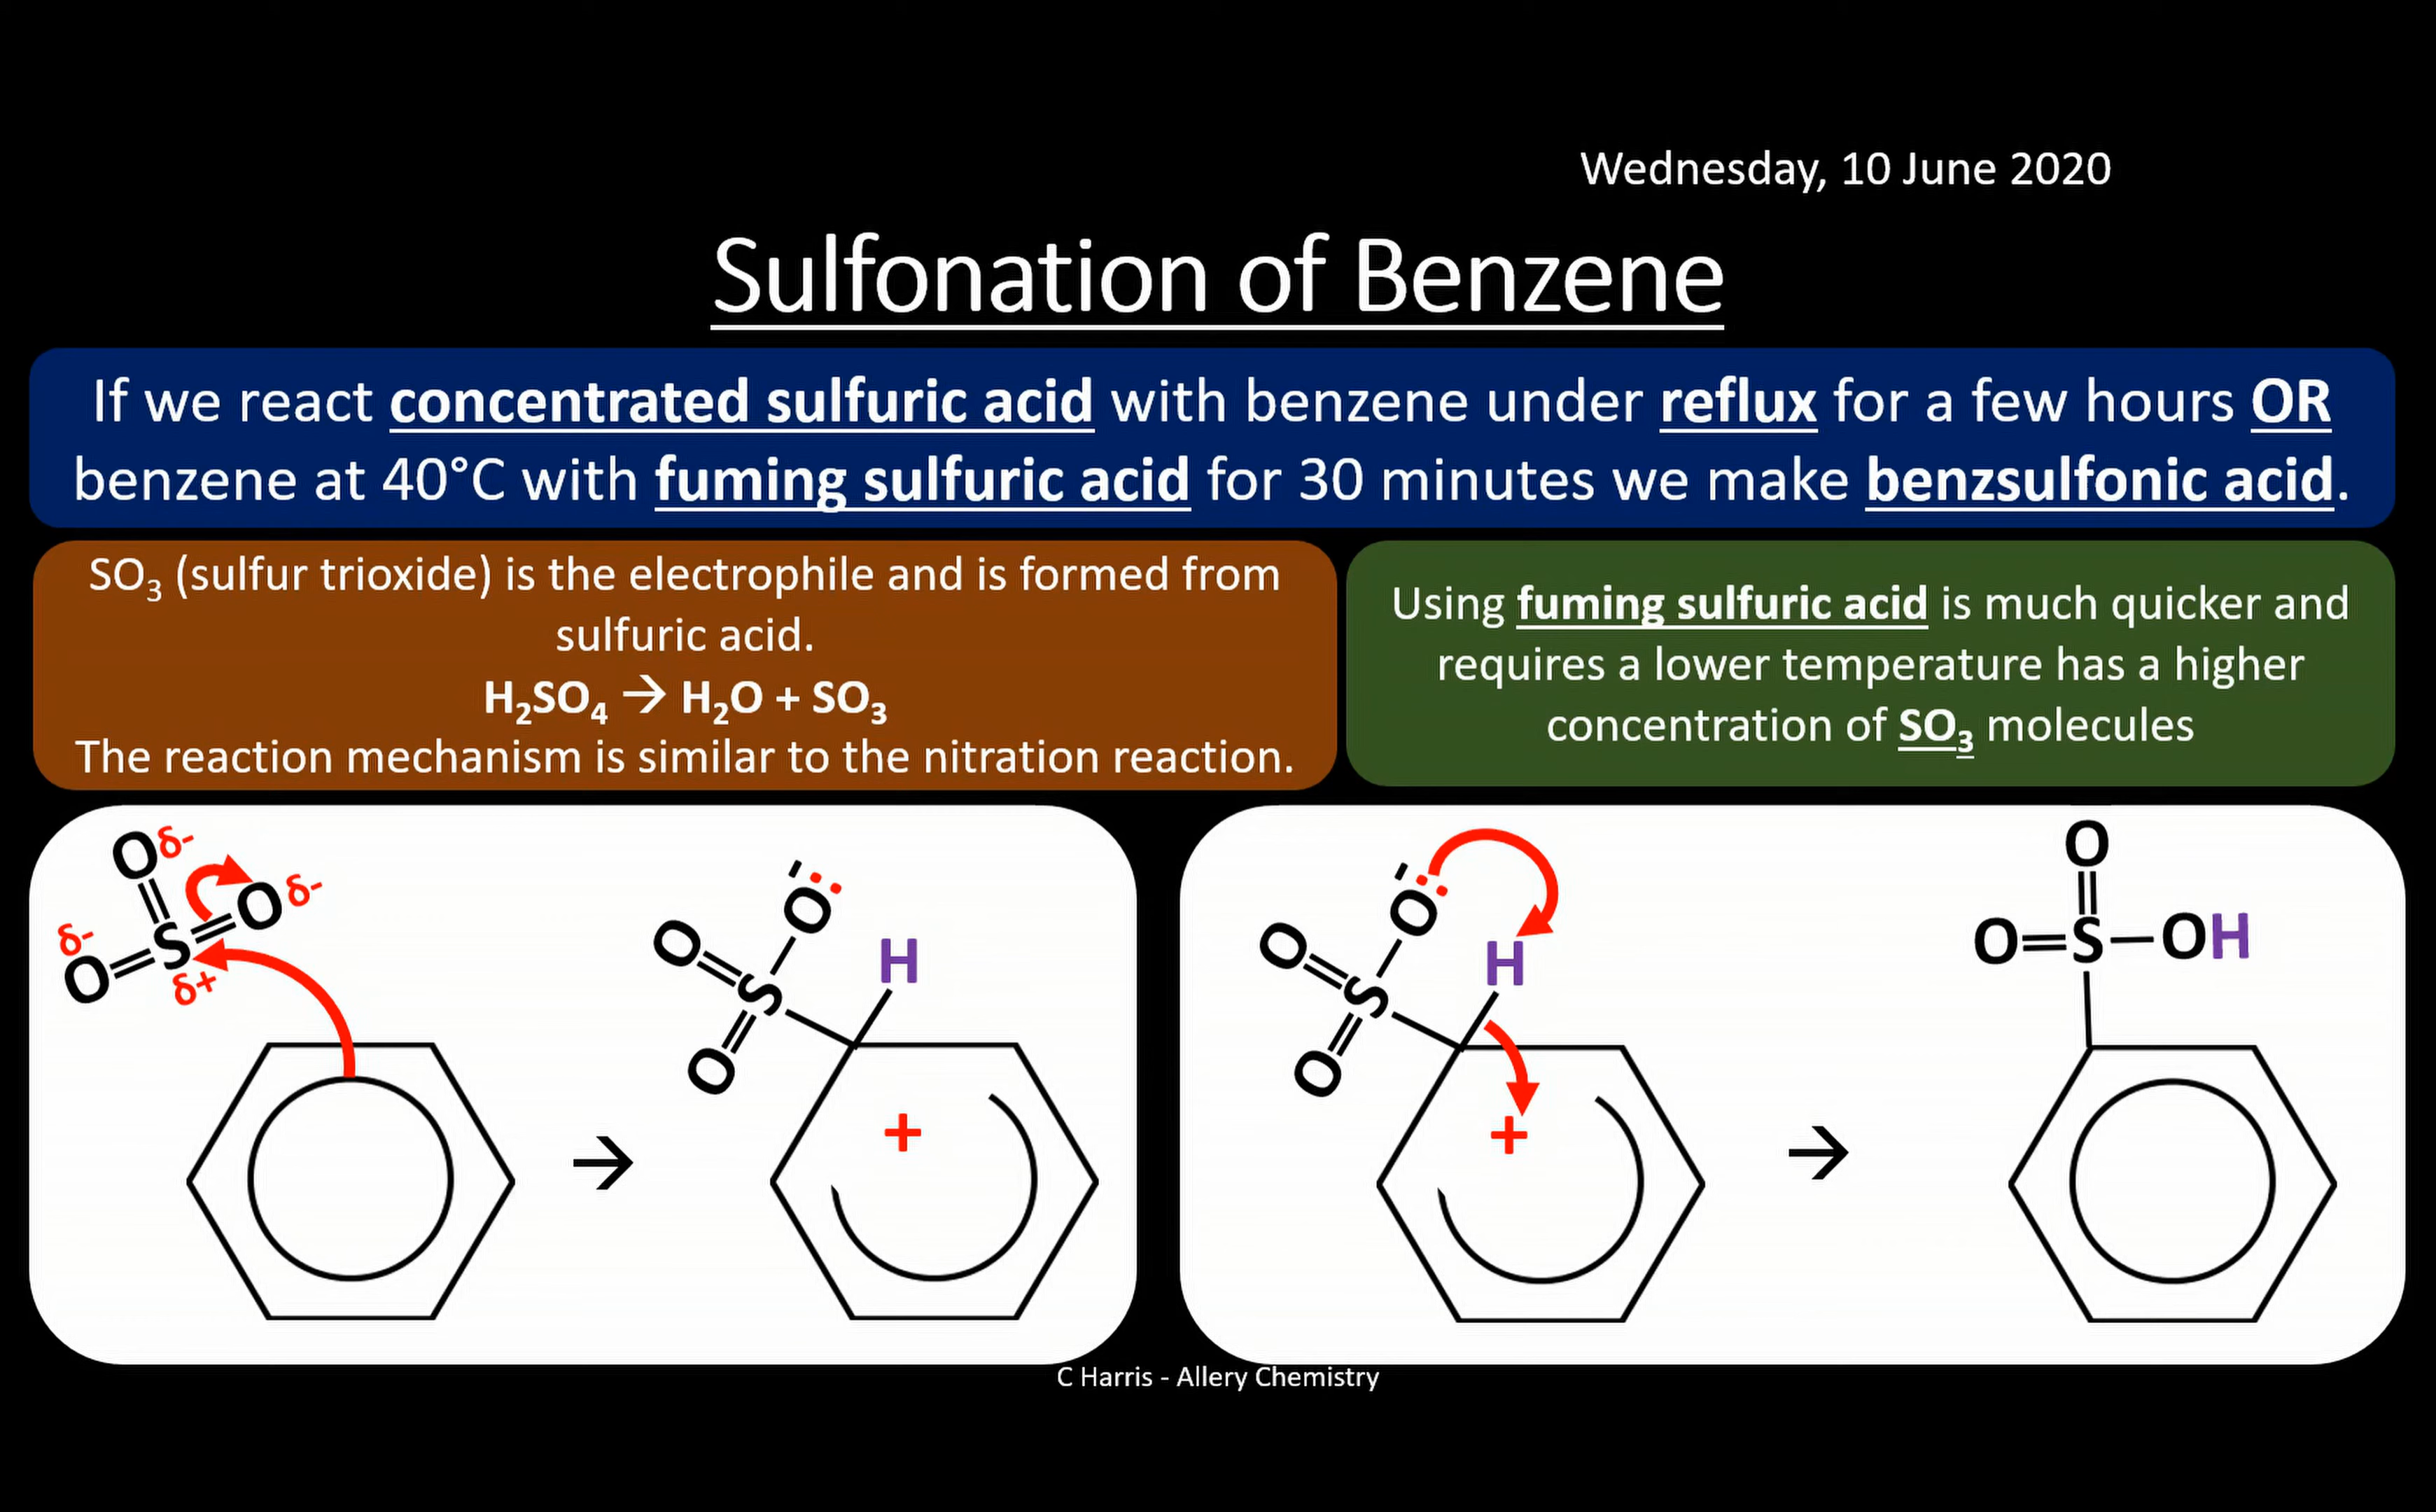 Wednesday, 10 June 2020
Sulfonation of Benzene
If we react concentrated sulfuric acid with benzene under reflux for a few hours OR
benzene at 40°C with fuming sulfuric acid for 30 minutes we make benzsulfonic acid.
SO₃ (sulfur trioxide) is the electrophile and is formed from
sulfuric acid.
H₂SO₄ → H₂O + SO₃
The reaction mechanism is similar to the nitration reaction.
Using fuming sulfuric acid is much quicker and
requires a lower temperature has a higher
concentration of SO₃ molecules
O δ-
O δ-
δ-
O=S
δ+
→
O
O
H
S
O
+
O
O
H
S
O
+
→
O
O=S–OH
C Harris - Allery Chemistry